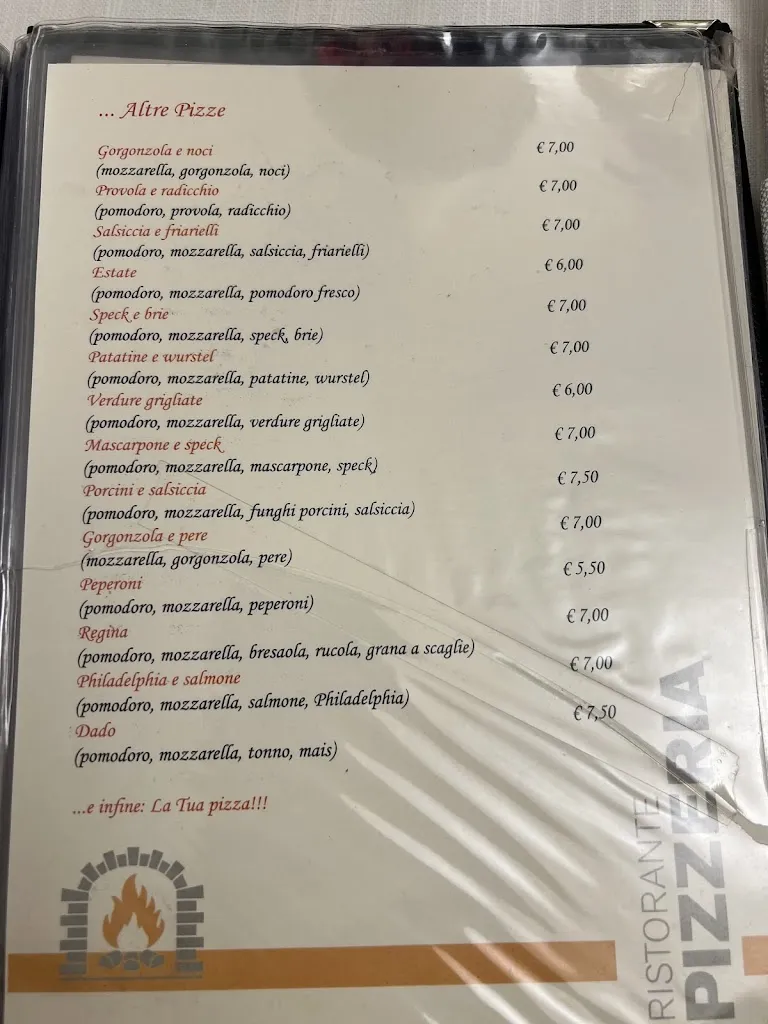 ... Altre Pizze
Gorgonzola e noci € 7,00
(mozzarella, gorgonzola, noci)
Provola e radicchio € 7,00
(pomodoro, provola, radicchio)
Salsiccia e friarielli € 7,00
(pomodoro, mozzarella, salsiccia, friarielli)
Estate € 6,00
(pomodoro, mozzarella, pomodoro fresco)
Speck e brie € 7,00
(pomodoro, mozzarella, speck, brie)
Patatine e wurstel € 7,00
(pomodoro, mozzarella, patatine, wurstel)
Verdure grigliate € 6,00
(pomodoro, mozzarella, verdure grigliate)
Mascarpone e speck € 7,00
(pomodoro, mozzarella, mascarpone, speck)
Porcini e salsiccia € 7,50
(pomodoro, mozzarella, funghi porcini, salsiccia)
Gorgonzola e pere € 7,00
(mozzarella, gorgonzola, pere)
Peperoni € 5,50
(pomodoro, mozzarella, peperoni)
Regina € 7,00
(pomodoro, mozzarella, bresaola, rucola, grana a scaglie)
Philadelphia e salmone € 7,00
(pomodoro, mozzarella, salmone, Philadelphia)
Dado € 7,50
(pomodoro, mozzarella, tonno, mais)
...e infine: La Tua pizza!!!
RISTORANTE
PIZZERIA